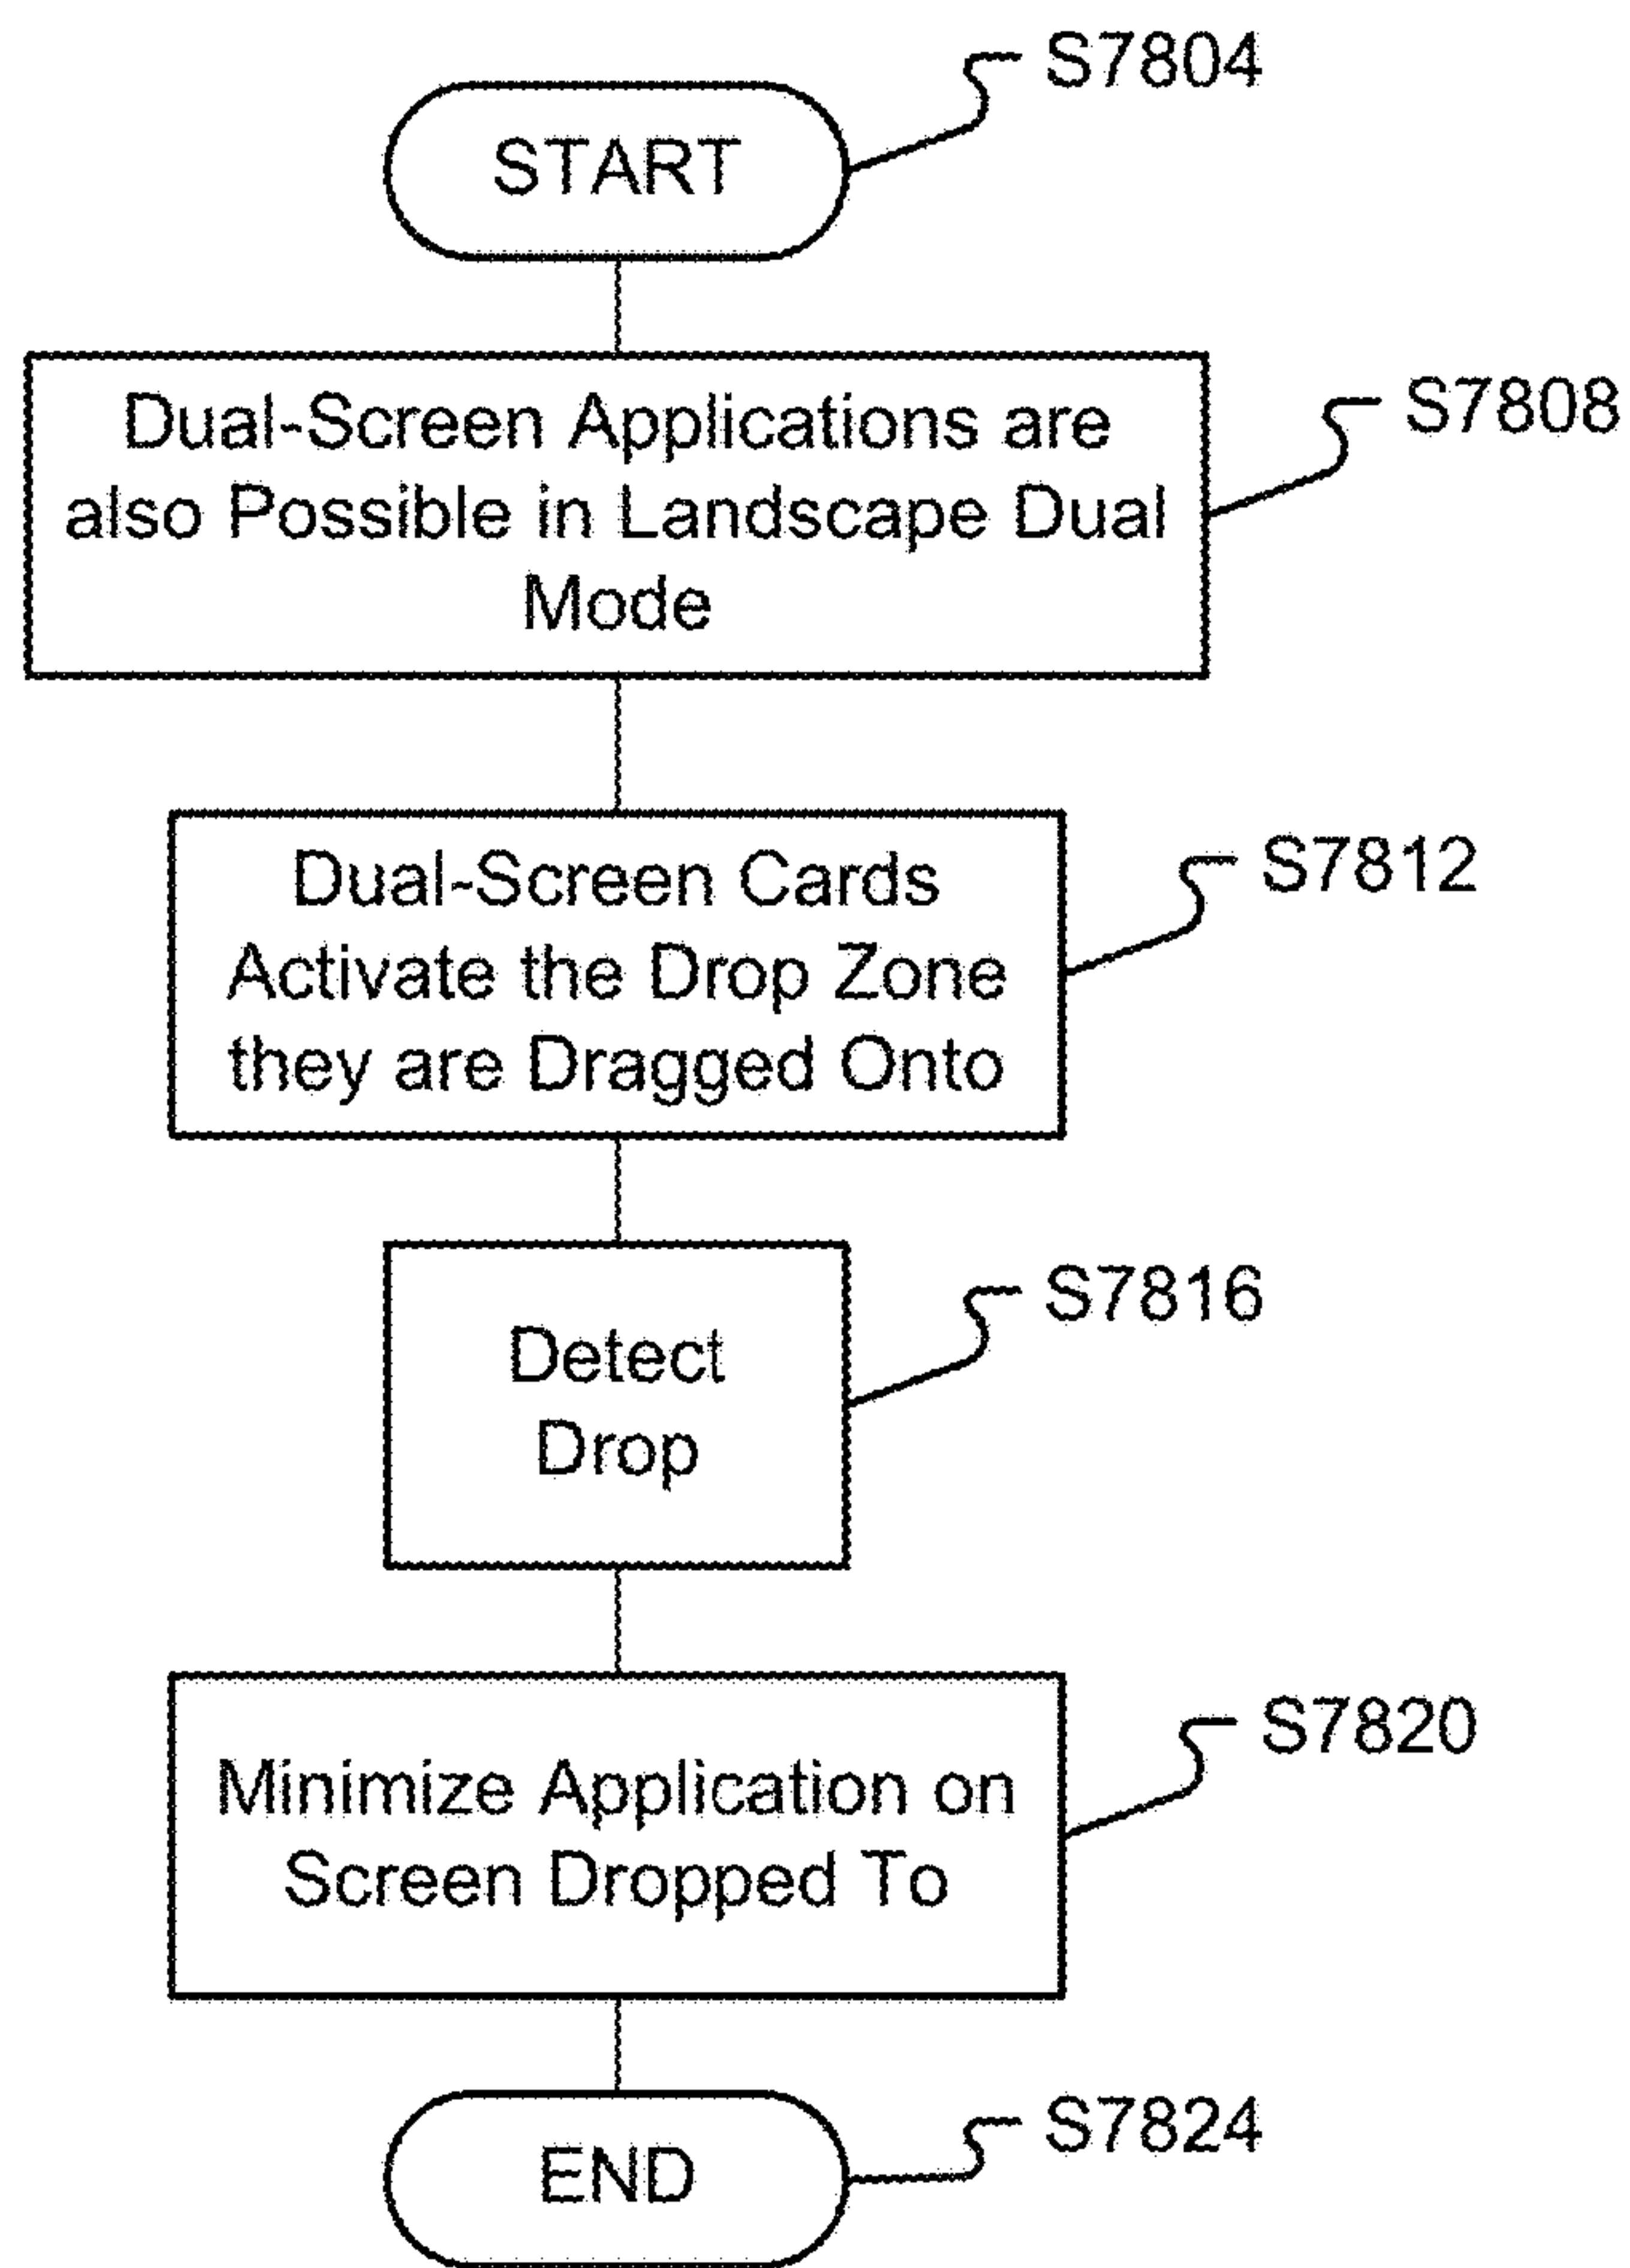 START
S7804
Dual-Screen Applications are
also Possible in Landscape Dual
Mode
S7808
Dual-Screen Cards
Activate the Drop Zone
they are Dragged Onto
S7812
Detect
Drop
S7816
Minimize Application on
Screen Dropped To
S7820
END
S7824